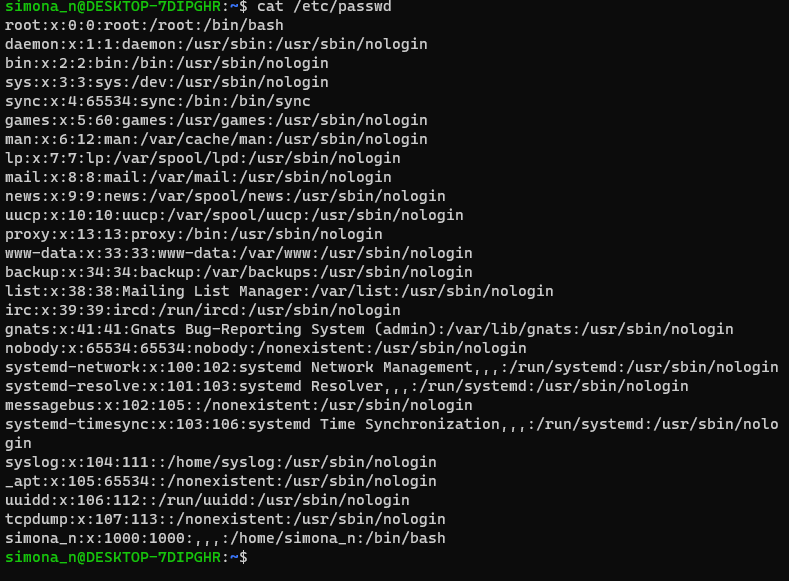 simona_n@DESKTOP-7DIPGHR:~$ cat /etc/passwd
root:x:0:0:root:/root:/bin/bash
daemon:x:1:1:daemon:/usr/sbin:/usr/sbin/nologin
bin:x:2:2:bin:/bin:/usr/sbin/nologin
sys:x:3:3:sys:/dev:/usr/sbin/nologin
sync:x:4:65534:sync:/bin:/bin/sync
games:x:5:60:games:/usr/games:/usr/sbin/nologin
man:x:6:12:man:/var/cache/man:/usr/sbin/nologin
lp:x:7:7:lp:/var/spool/lpd:/usr/sbin/nologin
mail:x:8:8:mail:/var/mail:/usr/sbin/nologin
news:x:9:9:news:/var/spool/news:/usr/sbin/nologin
uucp:x:10:10:uucp:/var/spool/uucp:/usr/sbin/nologin
proxy:x:13:13:proxy:/bin:/usr/sbin/nologin
www-data:x:33:33:www-data:/var/www:/usr/sbin/nologin
backup:x:34:34:backup:/var/backups:/usr/sbin/nologin
list:x:38:38:Mailing List Manager:/var/list:/usr/sbin/nologin
irc:x:39:39:ircd:/run/ircd:/usr/sbin/nologin
gnats:x:41:41:Gnats Bug-Reporting System (admin):/var/lib/gnats:/usr/sbin/nologin
nobody:x:65534:65534:nobody:/nonexistent:/usr/sbin/nologin
systemd-network:x:100:102:systemd Network Management,,,:/run/systemd:/usr/sbin/nologin
systemd-resolve:x:101:103:systemd Resolver,,,:/run/systemd:/usr/sbin/nologin
messagebus:x:102:105::/nonexistent:/usr/sbin/nologin
systemd-timesync:x:103:106:systemd Time Synchronization,,,:/run/systemd:/usr/sbin/nolo
gin
syslog:x:104:111::/home/syslog:/usr/sbin/nologin
_apt:x:105:65534::/nonexistent:/usr/sbin/nologin
uuidd:x:106:112::/run/uuidd:/usr/sbin/nologin
tcpdump:x:107:113::/nonexistent:/usr/sbin/nologin
simona_n:x:1000:1000:,,,:/home/simona_n:/bin/bash
simona_n@DESKTOP-7DIPGHR:~$